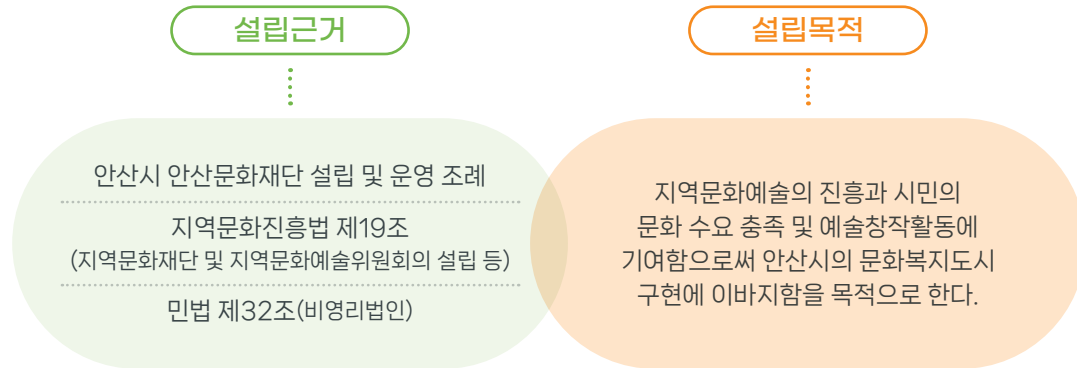 설립근거
안산시 안산문화재단 설립 및 운영 조례
지역문화진흥법 제19조
(지역문화재단 및 지역문화예술위원회의 설립 등)
민법 제32조(비영리법인)
설립목적
지역문화예술의 진흥과 시민의
문화 수요 충족 및 예술창작활동에
기여함으로써 안산시의 문화복지도시
구현에 이바지함을 목적으로 한다.